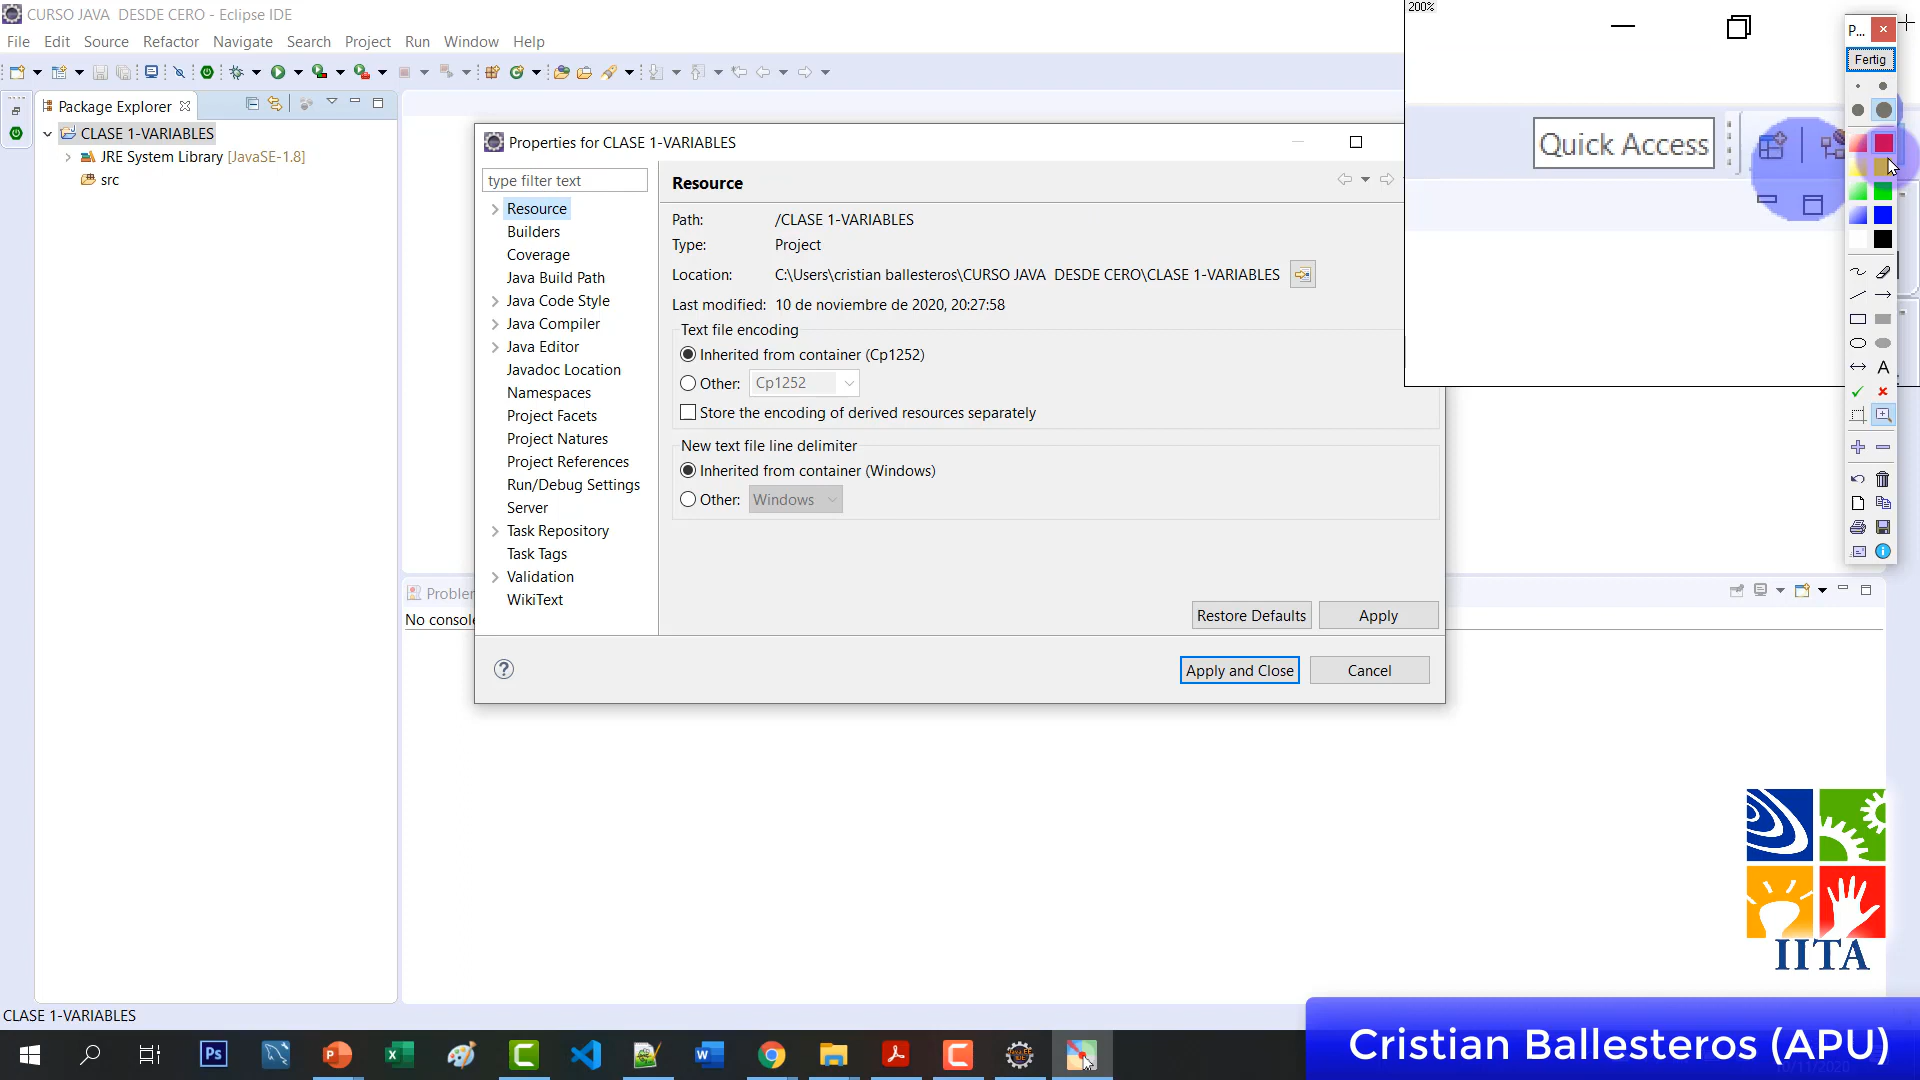 CURSO JAVA  DESDE CERO - Eclipse IDE
200%
P...
Fertig
File Edit Source Refactor Navigate Search Project Run Window Help
Quick Access
Package Explorer
CLASE 1-VARIABLES
JRE System Library [JavaSE-1.8]
src
Properties for CLASE 1-VARIABLES
type filter text
Resource
Builders
Coverage
Java Build Path
Java Code Style
Java Compiler
Java Editor
Javadoc Location
Namespaces
Project Facets
Project Natures
Project References
Run/Debug Settings
Server
Task Repository
Task Tags
Validation
WikiText
Resource
Path: /CLASE 1-VARIABLES
Type: Project
Location: C:\Users\cristian ballesteros\CURSO JAVA  DESDE CERO\CLASE 1-VARIABLES
Last modified: 10 de noviembre de 2020, 20:27:58
Text file encoding
Inherited from container (Cp1252)
Other: Cp1252
Store the encoding of derived resources separately
New text file line delimiter
Inherited from container (Windows)
Other: Windows
Restore Defaults Apply
Apply and Close Cancel
A
Problem
No console
IITA
CLASE 1-VARIABLES
Ps
Cristian Ballesteros (APU)